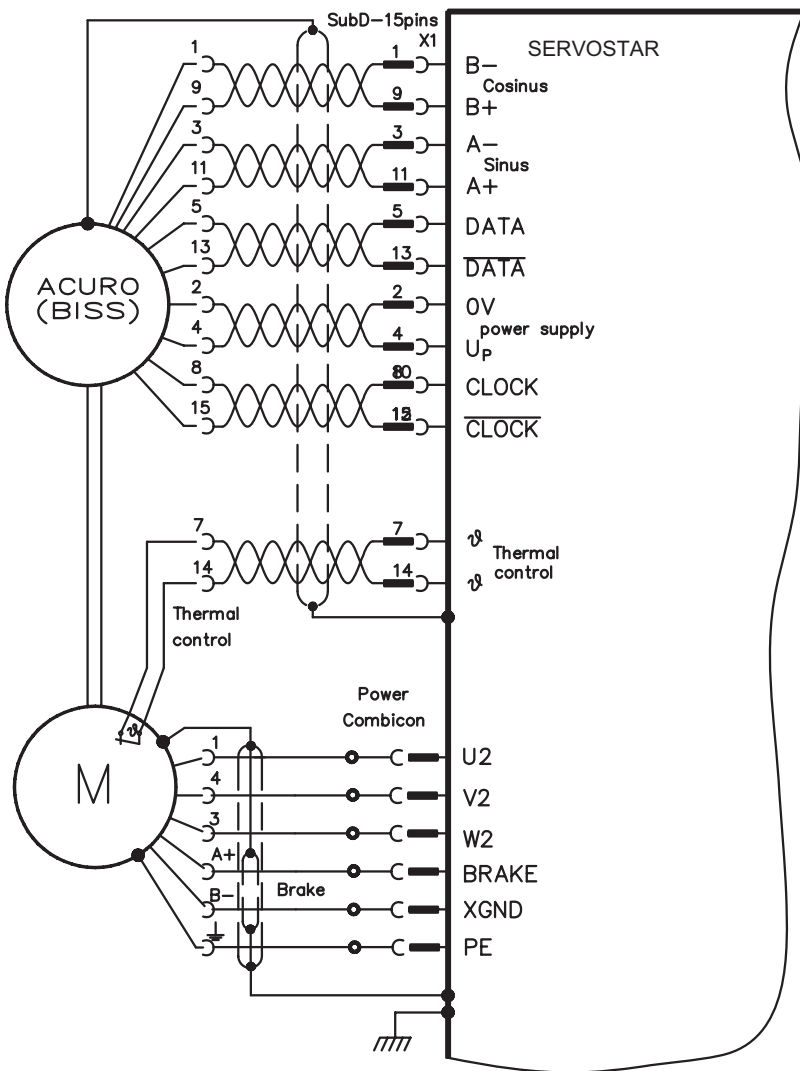 SubD-15pins
X1
SERVOSTAR
1 1 B-
Cosinus
9 9 B+
3 3 A-
Sinus
11 11 A+
5 5 DATA
13 13 DATA
ACURO
(BISS)
2 2 0V
power supply
4 4 UP
8 CLOCK
15 CLOCK
7 7 ϑ
Thermal
control
14 14 ϑ
Thermal
control
Power
Combicon
ϑ
M
1 U2
4 V2
3 W2
A+ BRAKE
Brake
B- XGND
PE